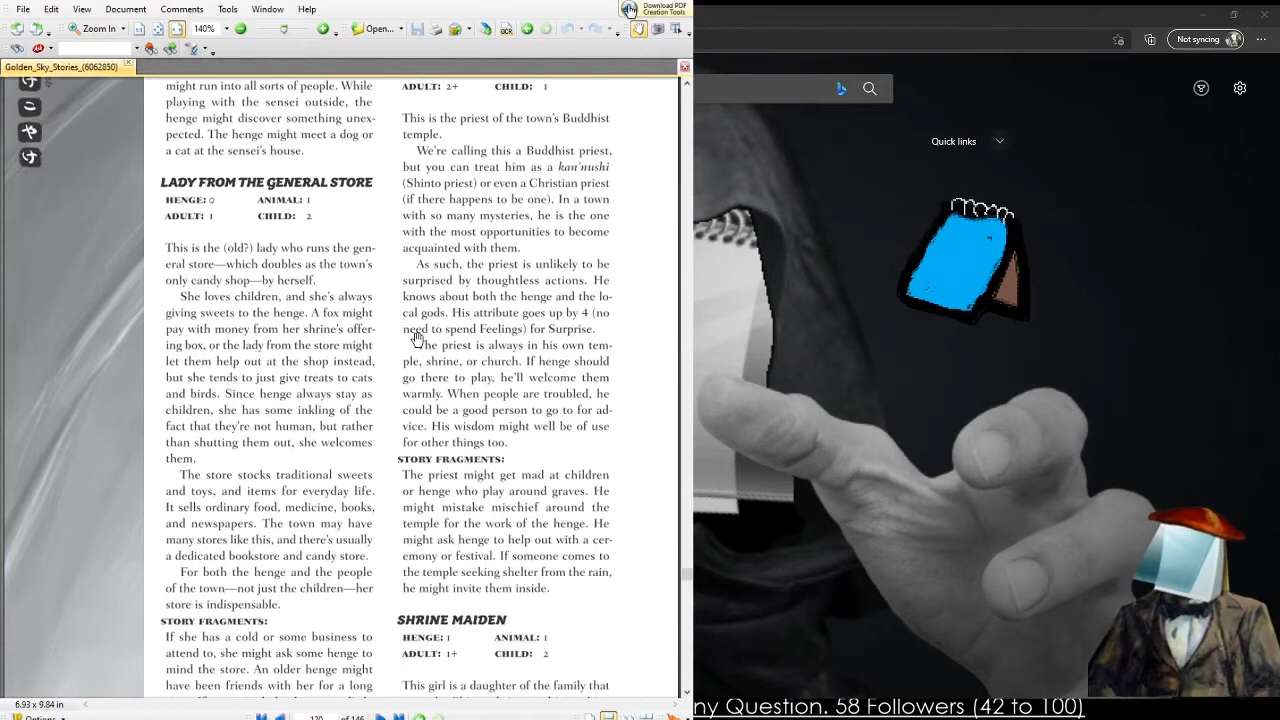 File Edit View Document Comments Tools Window Help
Download PDF
Creation Tools
Zoom In 140% Open...
Golden_Sky_Stories_(6062850)
Not syncing
Quick links
こ
や
す
might run into all sorts of people. While
playing with the sensei outside, the
henge might discover something unex-
pected. The henge might meet a dog or
a cat at the sensei's house.
LADY FROM THE GENERAL STORE
HENGE: 0 ANIMAL: 1
ADULT: 1 CHILD: 2
This is the (old?) lady who runs the gen-
eral store—which doubles as the town's
only candy shop—by herself.
She loves children, and she's always
giving sweets to the henge. A fox might
pay with money from her shrine's offer-
ing box, or the lady from the store might
let them help out at the shop instead,
but she tends to just give treats to cats
and birds. Since henge always stay as
children, she has some inkling of the
fact that they're not human, but rather
than shutting them out, she welcomes
them.
The store stocks traditional sweets
and toys, and items for everyday life.
It sells ordinary food, medicine, books,
and newspapers. The town may have
many stores like this, and there's usually
a dedicated bookstore and candy store.
For both the henge and the people
of the town—not just the children—her
store is indispensable.
STORY FRAGMENTS:
If she has a cold or some business to
attend to, she might ask some henge to
mind the store. An older henge might
have been friends with her for a long
ADULT: 2+ CHILD: 1
This is the priest of the town's Buddhist
temple.
We're calling this a Buddhist priest,
but you can treat him as a kan'nushi
(Shinto priest) or even a Christian priest
(if there happens to be one). In a town
with so many mysteries, he is the one
with the most opportunities to become
acquainted with them.
As such, the priest is unlikely to be
surprised by thoughtless actions. He
knows about both the henge and the lo-
cal gods. His attribute goes up by 4 (no
need to spend Feelings) for Surprise.
he priest is always in his own tem-
ple, shrine, or church. If henge should
go there to play, he'll welcome them
warmly. When people are troubled, he
could be a good person to go to for ad-
vice. His wisdom might well be of use
for other things too.
STORY FRAGMENTS:
The priest might get mad at children
or henge who play around graves. He
might mistake mischief around the
temple for the work of the henge. He
might ask henge to help out with a cer-
emony or festival. If someone comes to
the temple seeking shelter from the rain,
he might invite them inside.
SHRINE MAIDEN
HENGE: 1 ANIMAL: 1
ADULT: 1+ CHILD: 2
This girl is a daughter of the family that
6.93 x 9.84 in
Options
120 of 146
ny Question. 58 Followers (42 to 100)